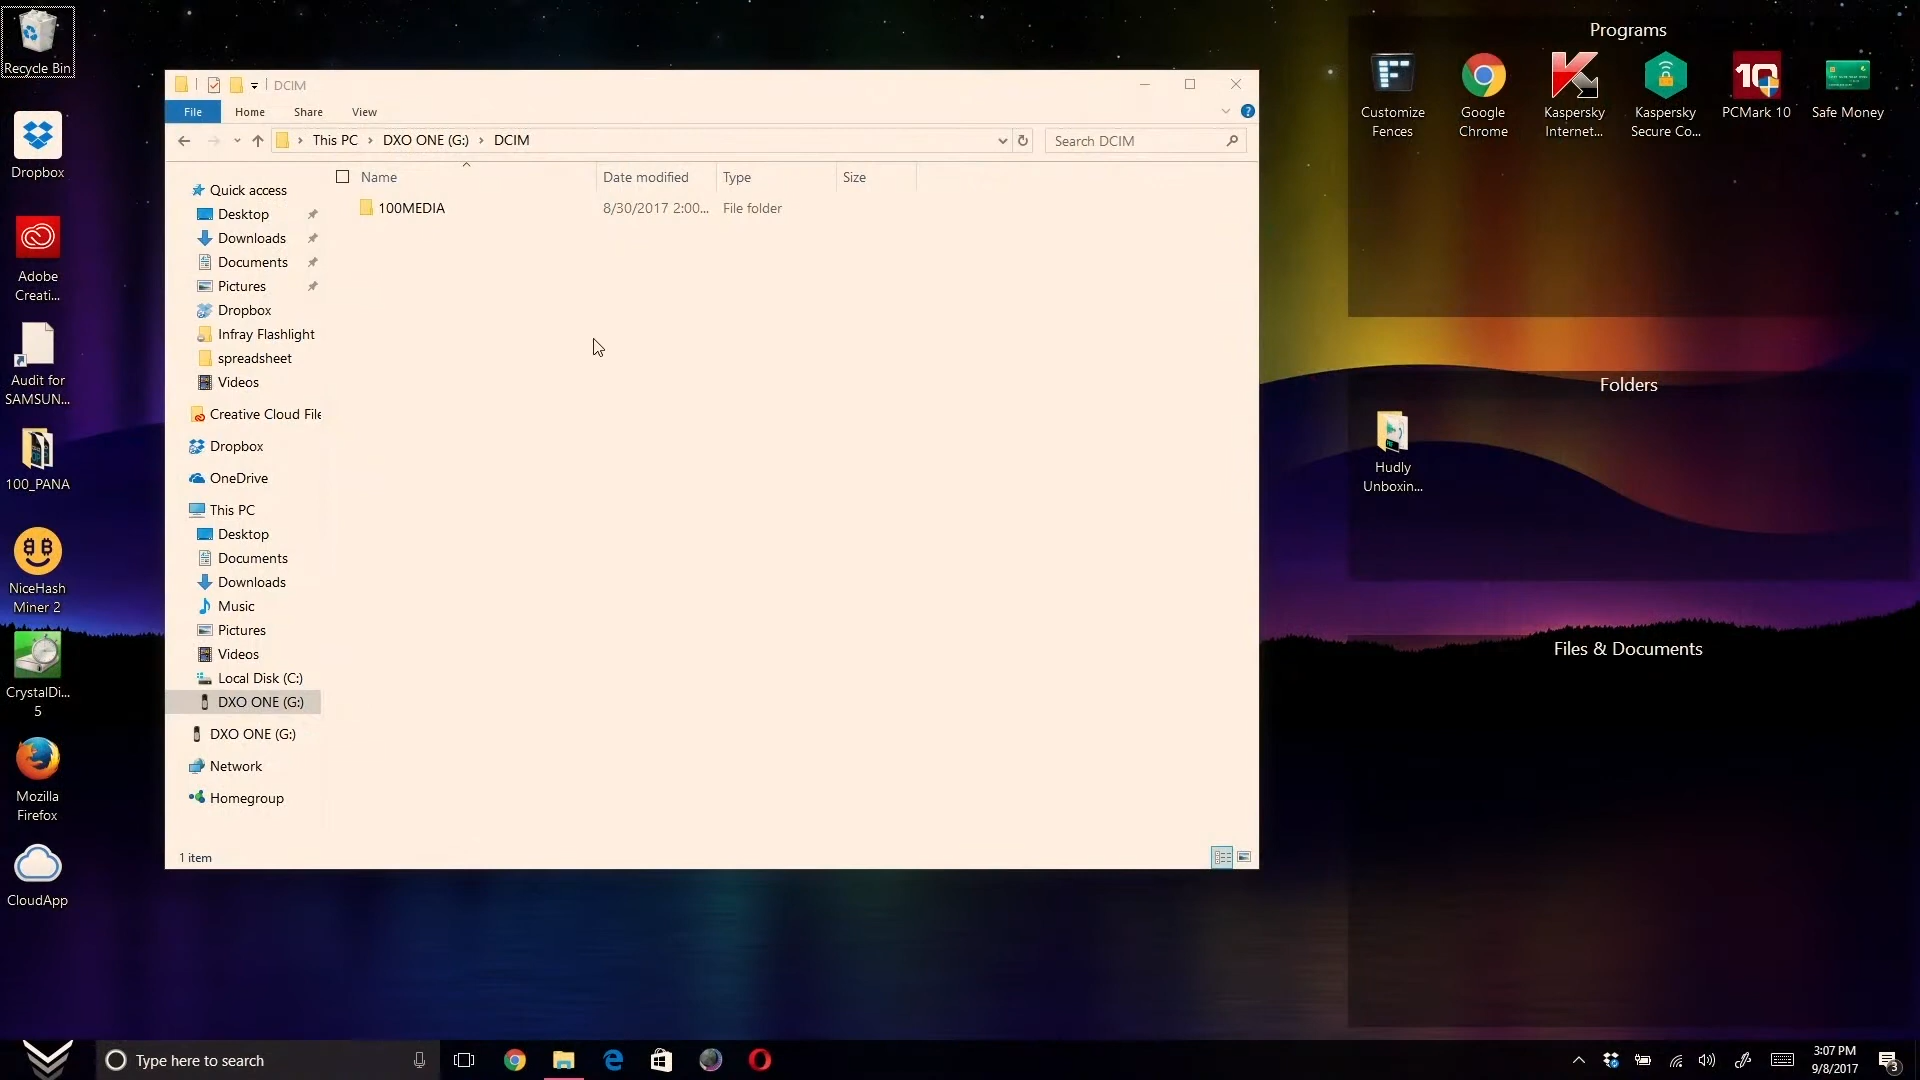 Recycle Bin
Dropbox
Adobe
Creati...
Audit for
SAMSUN...
100_PANA
NiceHash
Miner 2
CrystalDi...
5
Mozilla
Firefox
CloudApp
DCIM
File
Home
Share
View
?
This PC
DXO ONE (G:)
DCIM
Search DCIM
Name
Date modified
Type
Size
100MEDIA
8/30/2017 2:00...
File folder
Quick access
Desktop
Downloads
Documents
Pictures
Dropbox
Infray Flashlight
spreadsheet
Videos
Creative Cloud File
Dropbox
OneDrive
This PC
Desktop
Documents
Downloads
Music
Pictures
Videos
Local Disk (C:)
DXO ONE (G:)
DXO ONE (G:)
Network
Homegroup
1 item
Programs
Customize
Fences
Google
Chrome
Kaspersky
Internet...
Kaspersky
Secure Co...
10
PCMark 10
Safe Money
Folders
Hudly
Unboxin...
Files & Documents
Type here to search
3:07 PM
9/8/2017
3